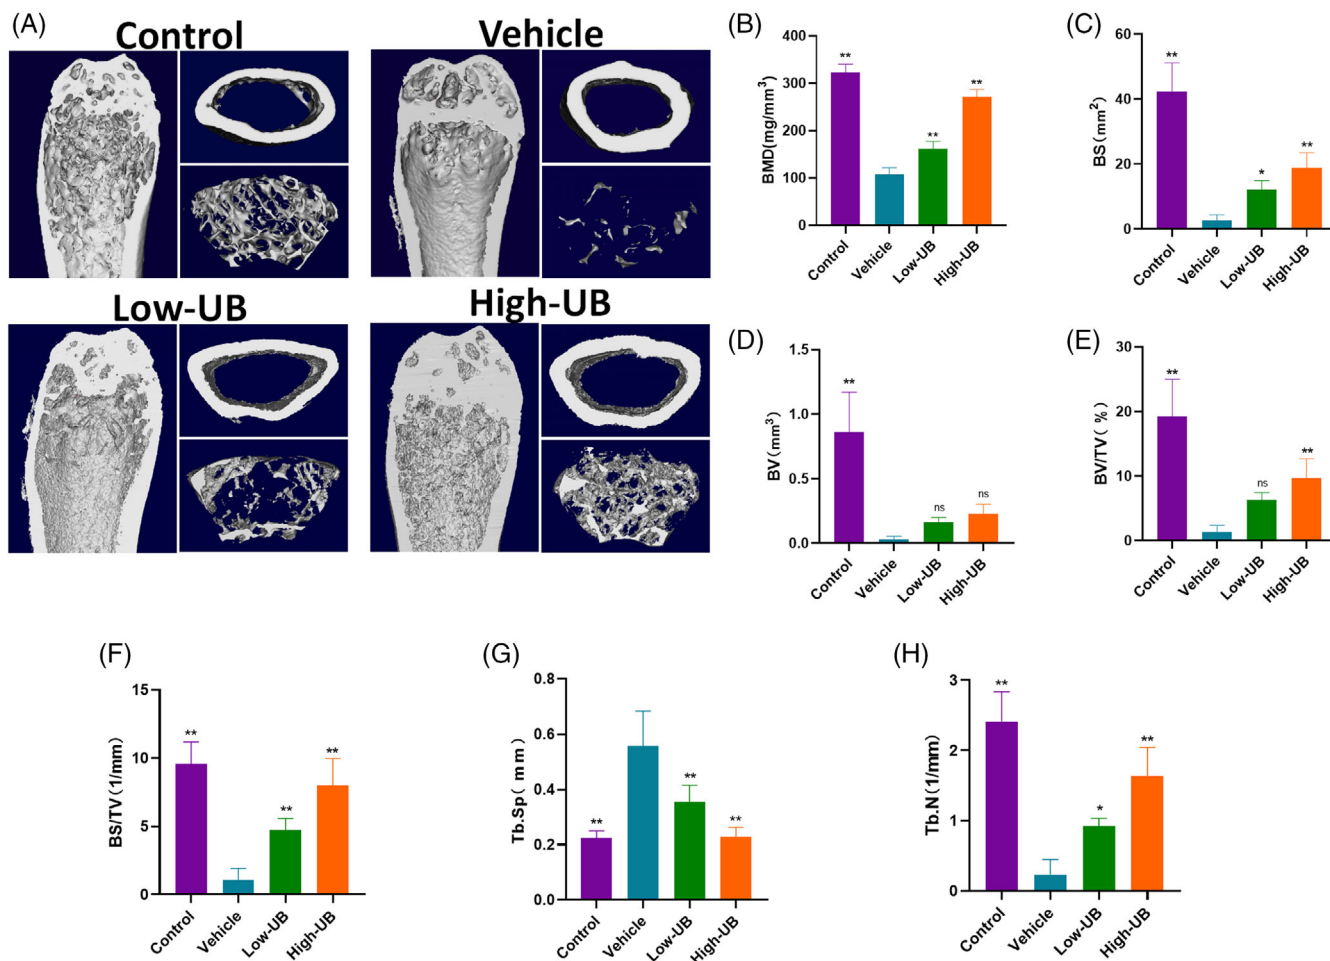 (A)
Control
Vehicle
Low-UB
High-UB
(B)
BMD(mg/mm³)
400
300
200
100
0
**
**
**
Control
Vehicle
Low-UB
High-UB
(C)
BS(mm²)
60
40
20
0
**
*
**
Control
Vehicle
Low-UB
High-UB
(D)
BV(mm³)
1.5
1.0
0.5
0.0
**
ns
ns
Control
Vehicle
Low-UB
High-UB
(E)
BV/TV(%)
30
20
10
0
**
ns
**
Control
Vehicle
Low-UB
High-UB
(F)
BS/TV(1/mm)
15
10
5
0
**
**
**
Control
Vehicle
Low-UB
High-UB
(G)
Tb.Sp(mm)
0.8
0.6
0.4
0.2
0.0
**
**
**
Control
Vehicle
Low-UB
High-UB
(H)
Tb.N(1/mm)
3
2
1
0
**
*
**
Control
Vehicle
Low-UB
High-UB